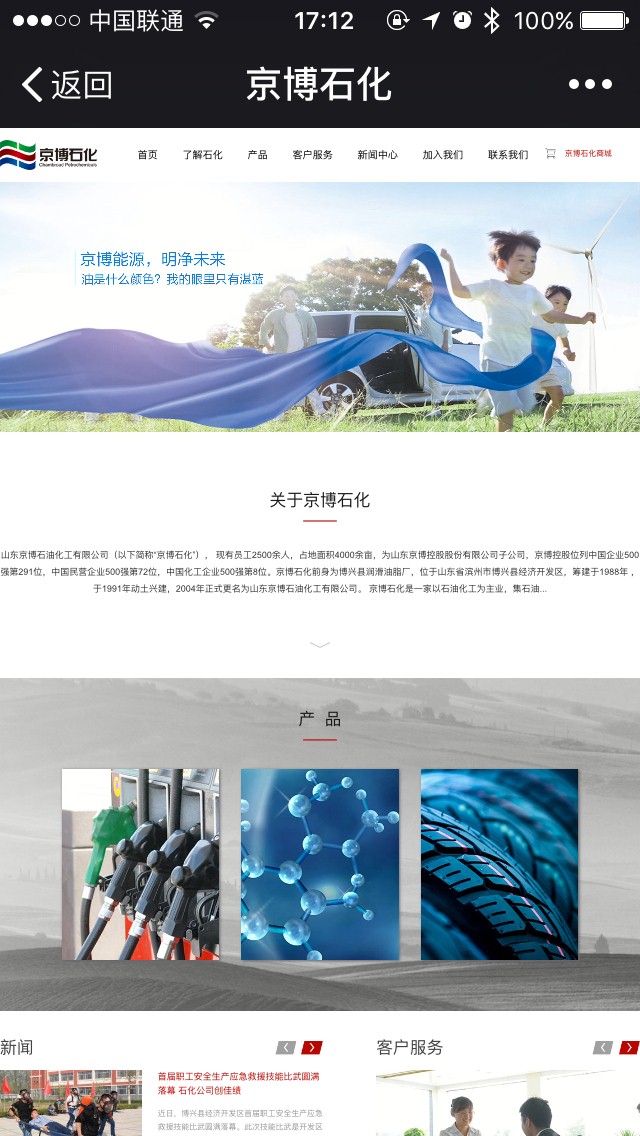 中国联通 17:12 100%
返回 京博石化
京博石化
Chambroad Petrochemicals
首页 了解石化 产品 客户服务 新闻中心 加入我们 联系我们 京博石化商城
京博能源，明净未来
油是什么颜色？我的眼里只有湛蓝
关于京博石化
山东京博石油化工有限公司（以下简称“京博石化”），现有员工2500余人，占地面积4000余亩，为山东京博控股股份有限公司子公司，京博控股位列中国企业500
强第291位，中国民营企业500强第72位，中国化工企业500强第8位。京博石化前身为博兴县润滑油脂厂，位于山东省滨州市博兴县经济开发区，筹建于1988年，
于1991年动土兴建，2004年正式更名为山东京博石油化工有限公司。 京博石化是一家以石油化工为主业，集石油...
产 品
新闻
首届职工安全生产应急救援技能比武圆满
落幕 石化公司创佳绩
近日，博兴县经济开发区首届职工安全生产应急
救援技能比武圆满落幕。此次技能比武是开发区
客户服务